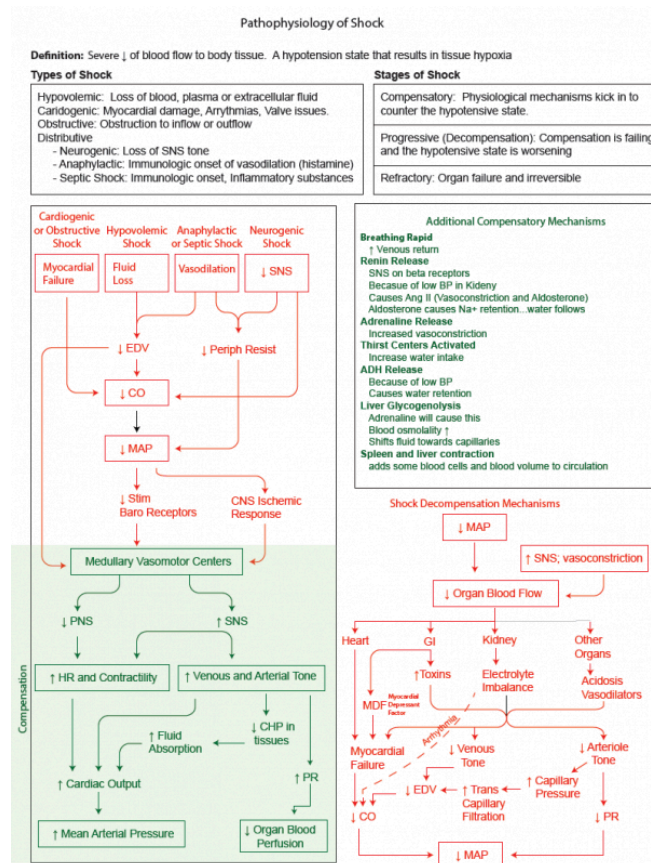 Pathophysiology of Shock
Definition: Severe ↓ of blood flow to body tissue. A hypotension state that results in tissue hypoxia
Types of Shock
Hypovolemic: Loss of blood, plasma or extracellular fluid
Caridogenic: Myocardial damage, Arrythmias, Valve issues.
Obstructive: Obstruction to inflow or outflow
Distributive
- Neurogenic: Loss of SNS tone
- Anaphylactic: Immunologic onset of vasodilation (histamine)
- Septic Shock: Immunologic onset, Inflammatory substances
Stages of Shock
Compensatory: Physiological mechanisms kick in to
counter the hypotensive state.
Progressive (Decompensation): Compensation is failing
and the hypotensive state is worsening
Refractory: Organ failure and irreversible
Cardiogenic
or Obstructive
Shock
Hypovolemic
Shock
Anaphylactic
or Septic Shock
Neurogenic
Shock
Myocardial
Failure
Fluid
Loss
Vasodilation
↓ SNS
↓ EDV
↓ Periph Resist
↓ CO
↓ MAP
↓ Stim
Baro Receptors
CNS Ischemic
Response
Compensation
Medullary Vasomotor Centers
↓ PNS
↑ SNS
↑ HR and Contractility
↑ Venous and Arterial Tone
↑ Fluid
Absorption
↓ CHP in
tissues
↑ Cardiac Output
↑ PR
↑ Mean Arterial Pressure
↓ Organ Blood
Perfusion
Additional Compensatory Mechanisms
Breathing Rapid
↑ Venous return
Renin Release
SNS on beta receptors
Becasue of low BP in Kideny
Causes Ang II (Vasoconstriction and Aldosterone)
Aldosterone causes Na+ retention...water follows
Adrenaline Release
Increased vasoconstriction
Thirst Centers Activated
Increase water intake
ADH Release
Because of low BP
Causes water retention
Liver Glycogenolysis
Adrenaline will cause this
Blood osmolality ↑
Shifts fluid towards capillaries
Spleen and liver contraction
adds some blood cells and blood volume to circulation
Shock Decompensation Mechanisms
↓ MAP
↑ SNS; vasoconstriction
↓ Organ Blood Flow
Heart
GI
Kidney
Other
Organs
↑ Toxins
Electrolyte
Imbalance
Acidosis
Vasodilators
MDF
Myocardial
Depressant
Factor
Arrhythmia
Myocardial
Failure
↓ Venous
Tone
↓ Arteriole
Tone
↓ EDV
↑ Trans
Capillary
Filtration
↑ Capillary
Pressure
↓ CO
↓ PR
↓ MAP